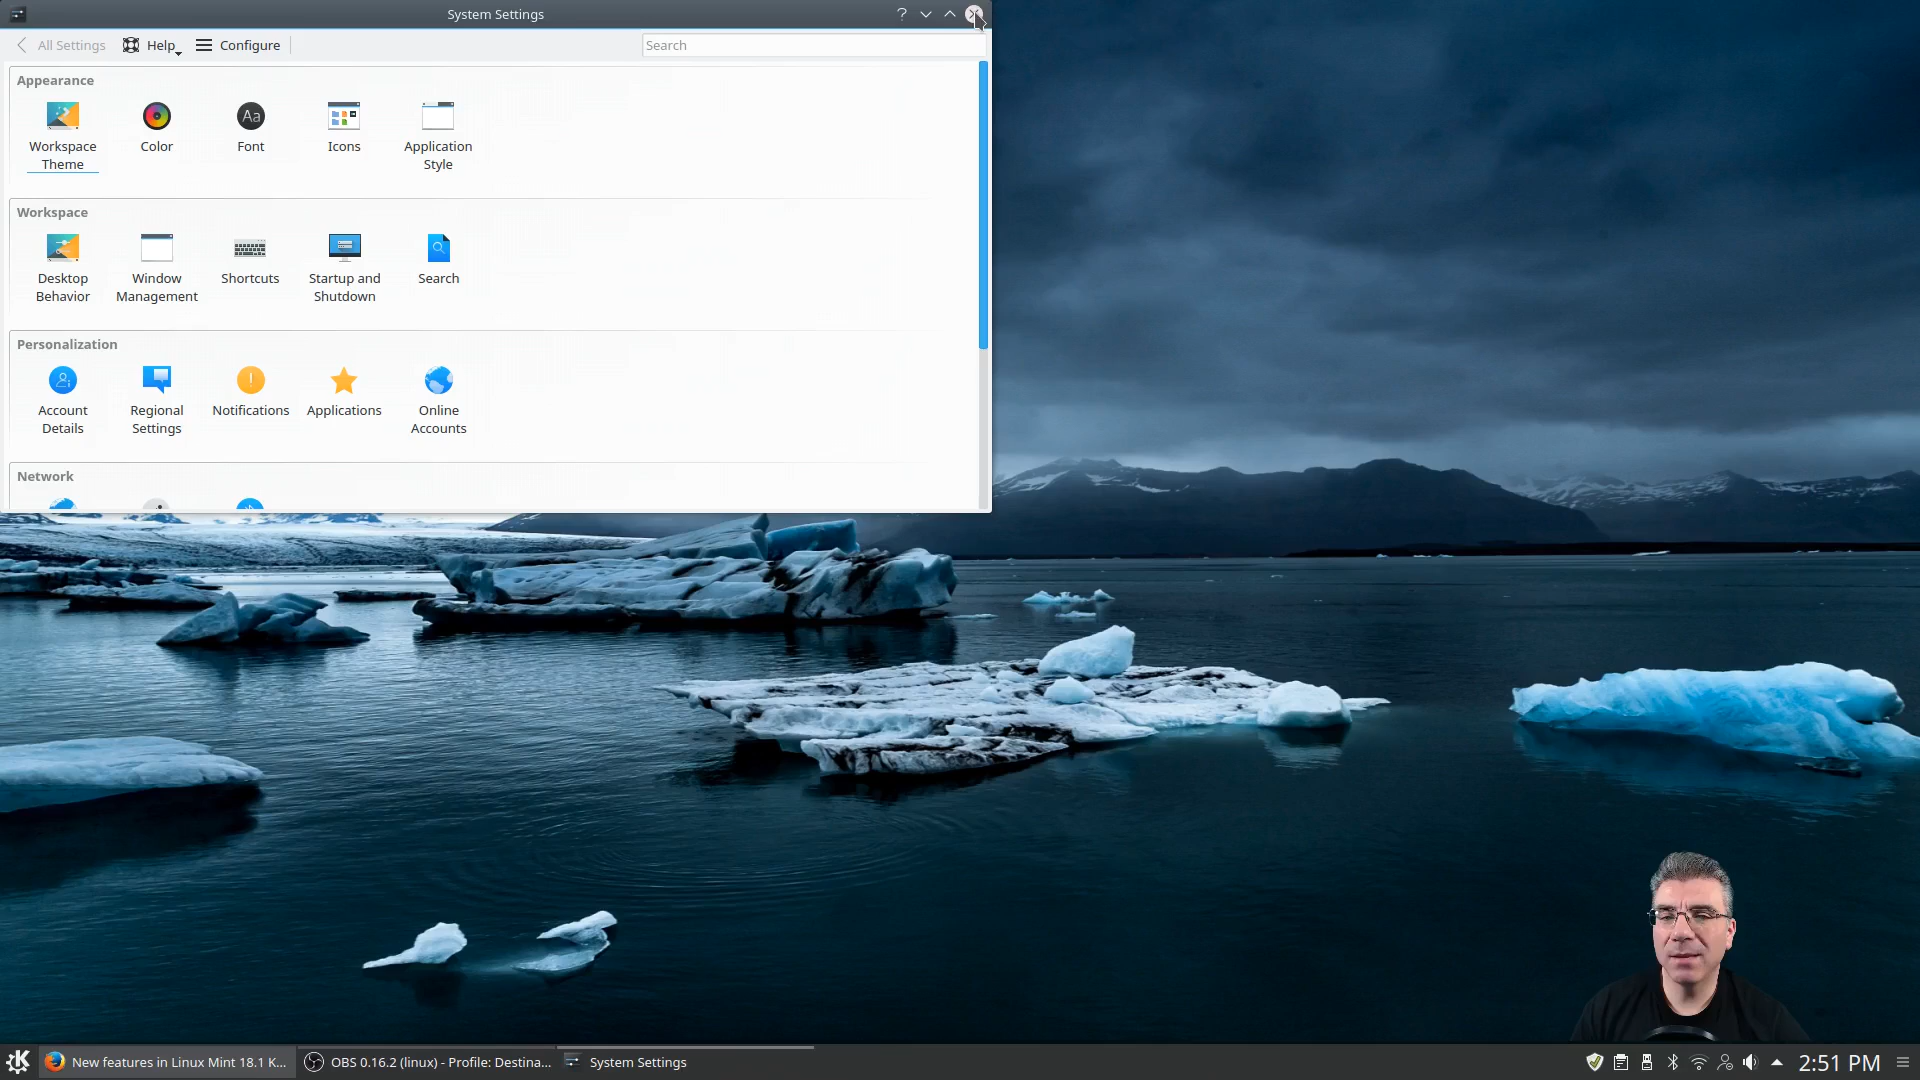 System Settings
All Settings Help Configure Search
Appearance
Workspace Theme
Color
Font
Icons
Application Style
Workspace
Desktop Behavior
Window Management
Shortcuts
Startup and Shutdown
Search
Personalization
Account Details
Regional Settings
Notifications
Applications
Online Accounts
Network
New features in Linux Mint 18.1 K... OBS 0.16.2 (linux) - Profile: Destina... System Settings 2:51 PM